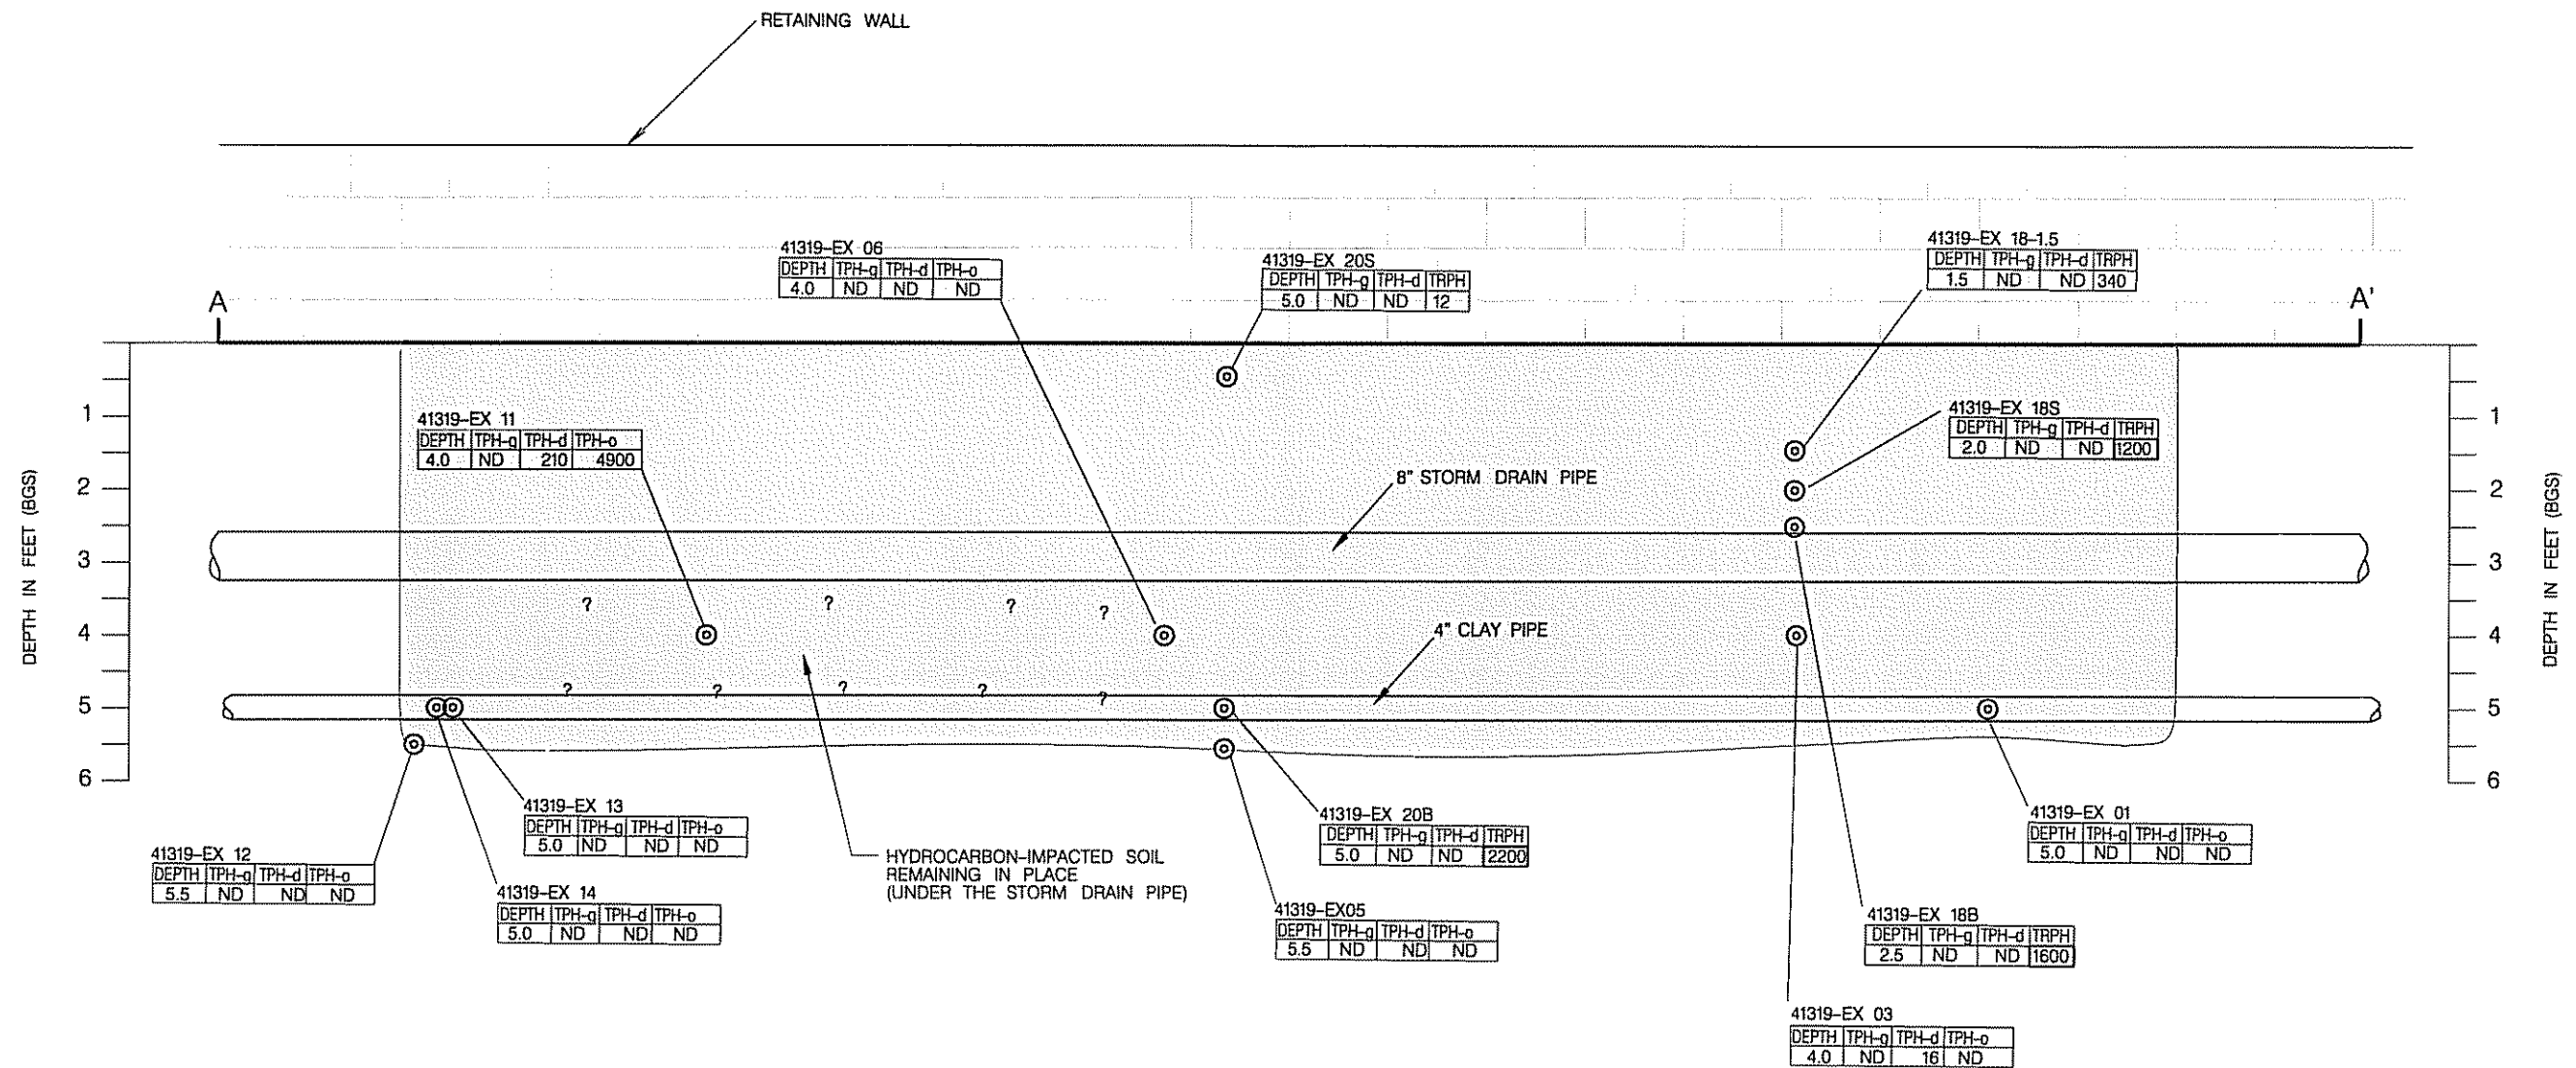 RETAINING WALL
41319-EX 06
DEPTH TPH-g TPH-d TPH-o
4.0 ND ND ND
41319-EX 20S
DEPTH TPH-g TPH-d TRPH
5.0 ND ND 12
41319-EX 18-1.5
DEPTH TPH-g TPH-d TRPH
1.5 ND ND 340
A
A'
41319-EX 11
DEPTH TPH-g TPH-d TPH-o
4.0 ND 210 4900
41319-EX 18S
DEPTH TPH-g TPH-d TRPH
2.0 ND ND 1200
DEPTH IN FEET (BGS)
1
2
3
4
5
6
8" STORM DRAIN PIPE
? ? ? ?
4" CLAY PIPE
? ? ? ? ?
DEPTH IN FEET (BGS)
1
2
3
4
5
6
41319-EX 12
DEPTH TPH-g TPH-d TPH-o
5.5 ND ND ND
41319-EX 13
DEPTH TPH-g TPH-d TPH-o
5.0 ND ND ND
41319-EX 14
DEPTH TPH-g TPH-d TPH-o
5.0 ND ND ND
HYDROCARBON-IMPACTED SOIL
REMAINING IN PLACE
(UNDER THE STORM DRAIN PIPE)
41319-EX 20B
DEPTH TPH-g TPH-d TRPH
5.0 ND ND 2200
41319-EX05
DEPTH TPH-g TPH-d TPH-o
5.5 ND ND ND
41319-EX 01
DEPTH TPH-g TPH-d TPH-o
5.0 ND ND ND
41319-EX 18B
DEPTH TPH-g TPH-d TRPH
2.5 ND ND 1600
41319-EX 03
DEPTH TPH-g TPH-d TPH-o
4.0 ND 16 ND